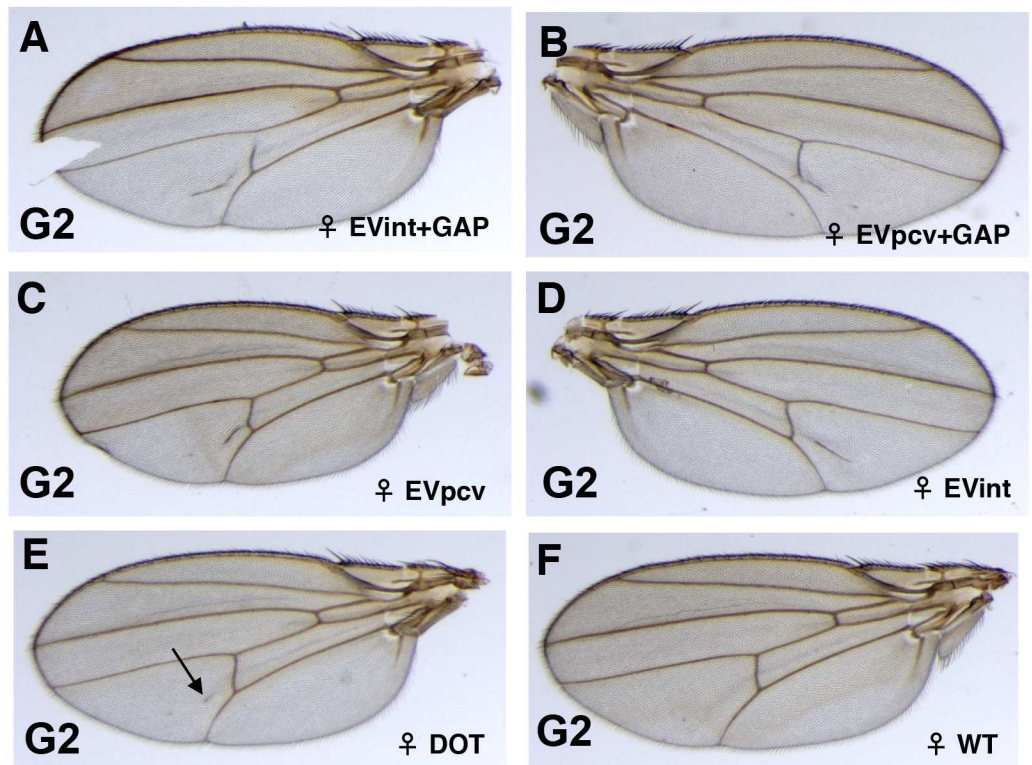 A
G2
♀ EVint+GAP
B
G2
♀ EVpcv+GAP
C
G2
♀ EVpcv
D
G2
♀ EVint
E
G2
♀ DOT
F
G2
♀ WT